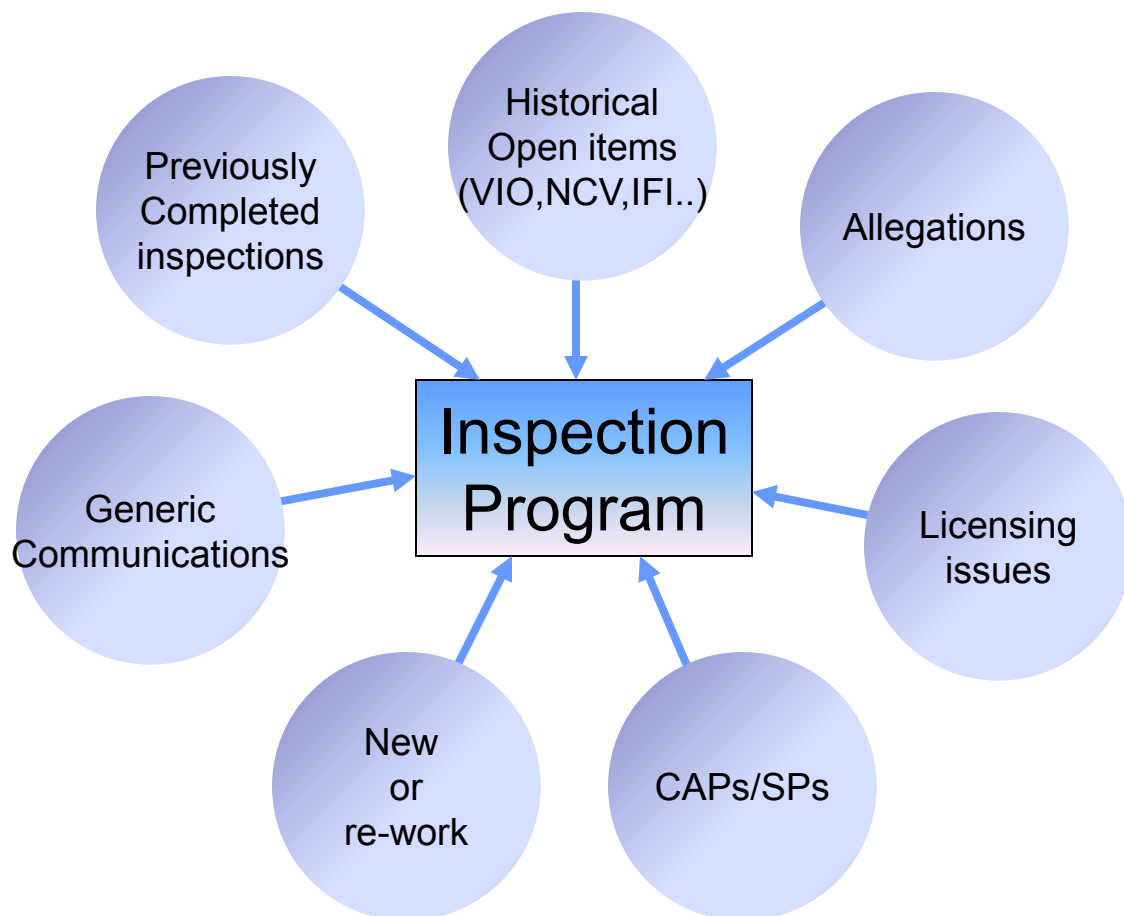 Historical
Open items
(VIO,NCV,IFI..)
Previously
Completed
inspections
Allegations
Inspection
Program
Generic
Communications
Licensing
issues
New
or
re-work
CAPs/SPs